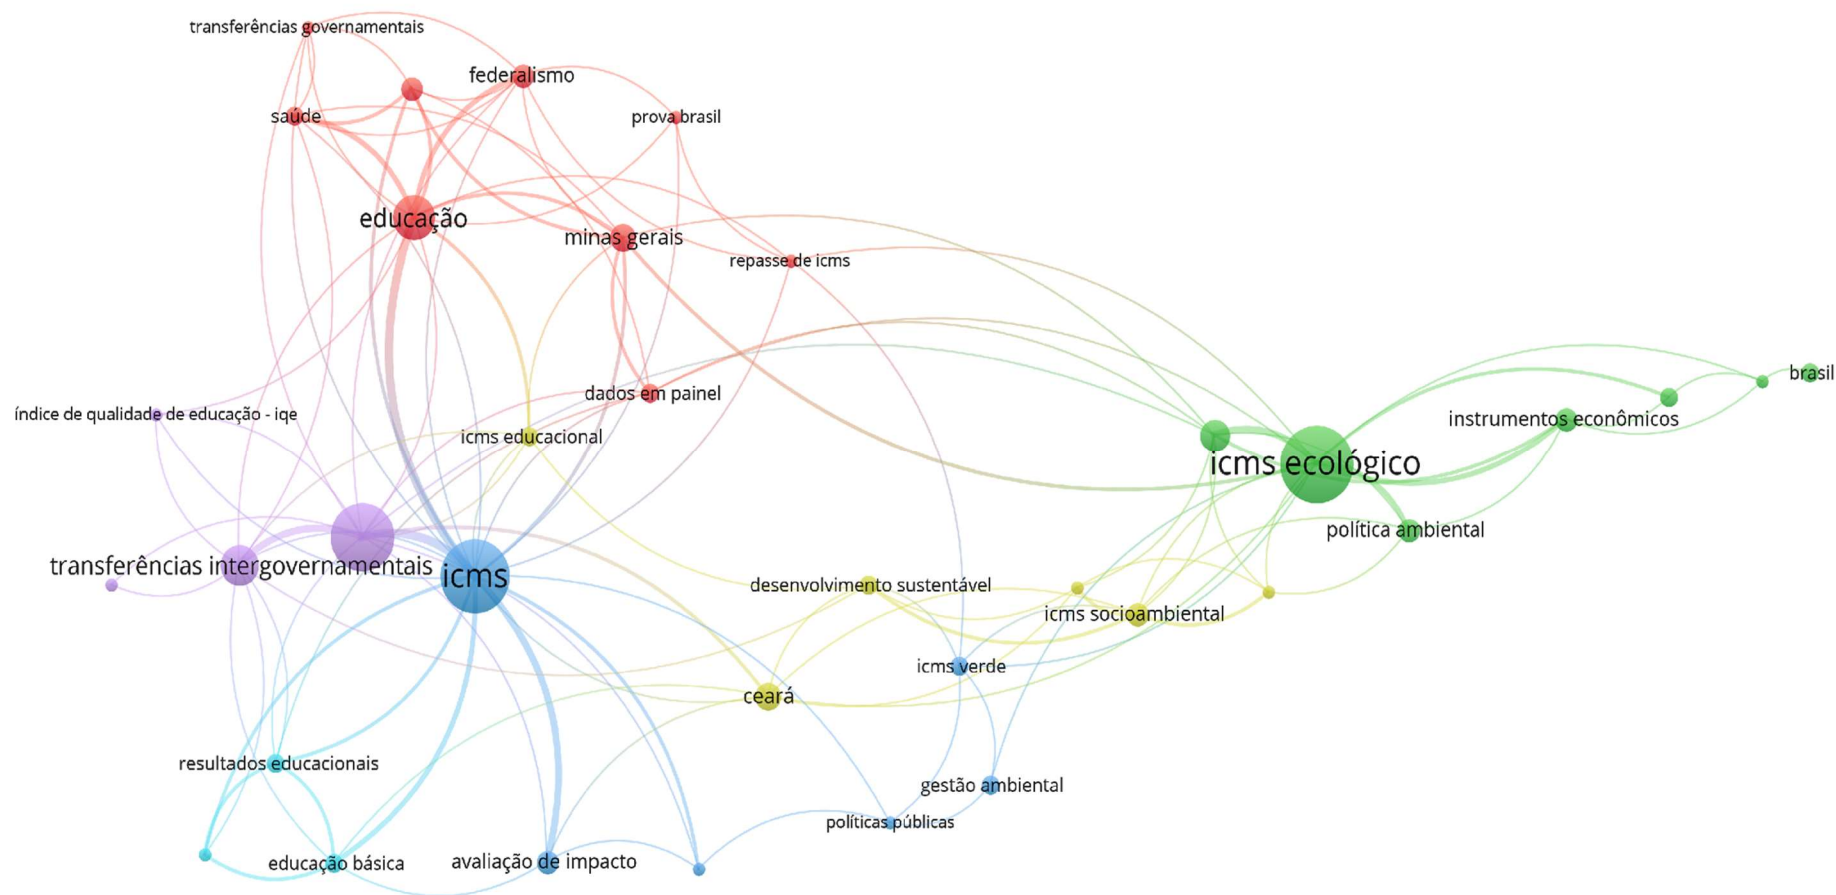 transferências governamentais
federalismo
saúde
prova brasil
educação
minas gerais
repasse de icms
brasil
dados em painel
índice de qualidade de educação - iqe
instrumentos econômicos
icms educacional
icms ecológico
política ambiental
transferências intergovernamentais
icms
desenvolvimento sustentável
icms socioambiental
icms verde
ceará
resultados educacionais
gestão ambiental
políticas públicas
educação básica
avaliação de impacto